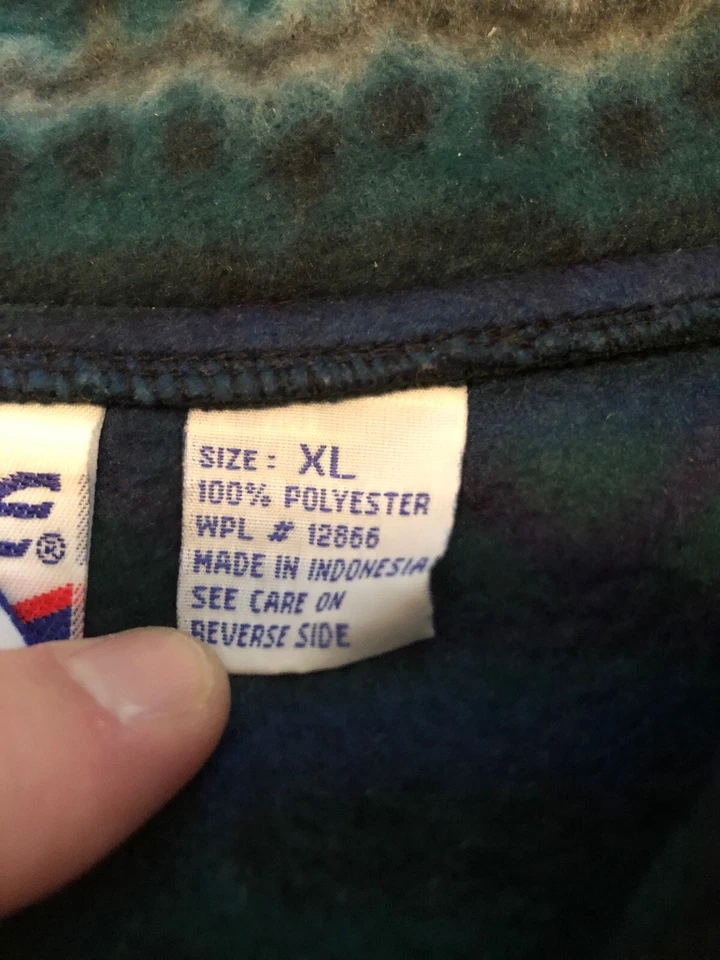 SIZE: XL
100% POLYESTER
WPL # 12866
MADE IN INDONESIA
SEE CARE ON
REVERSE SIDE
®